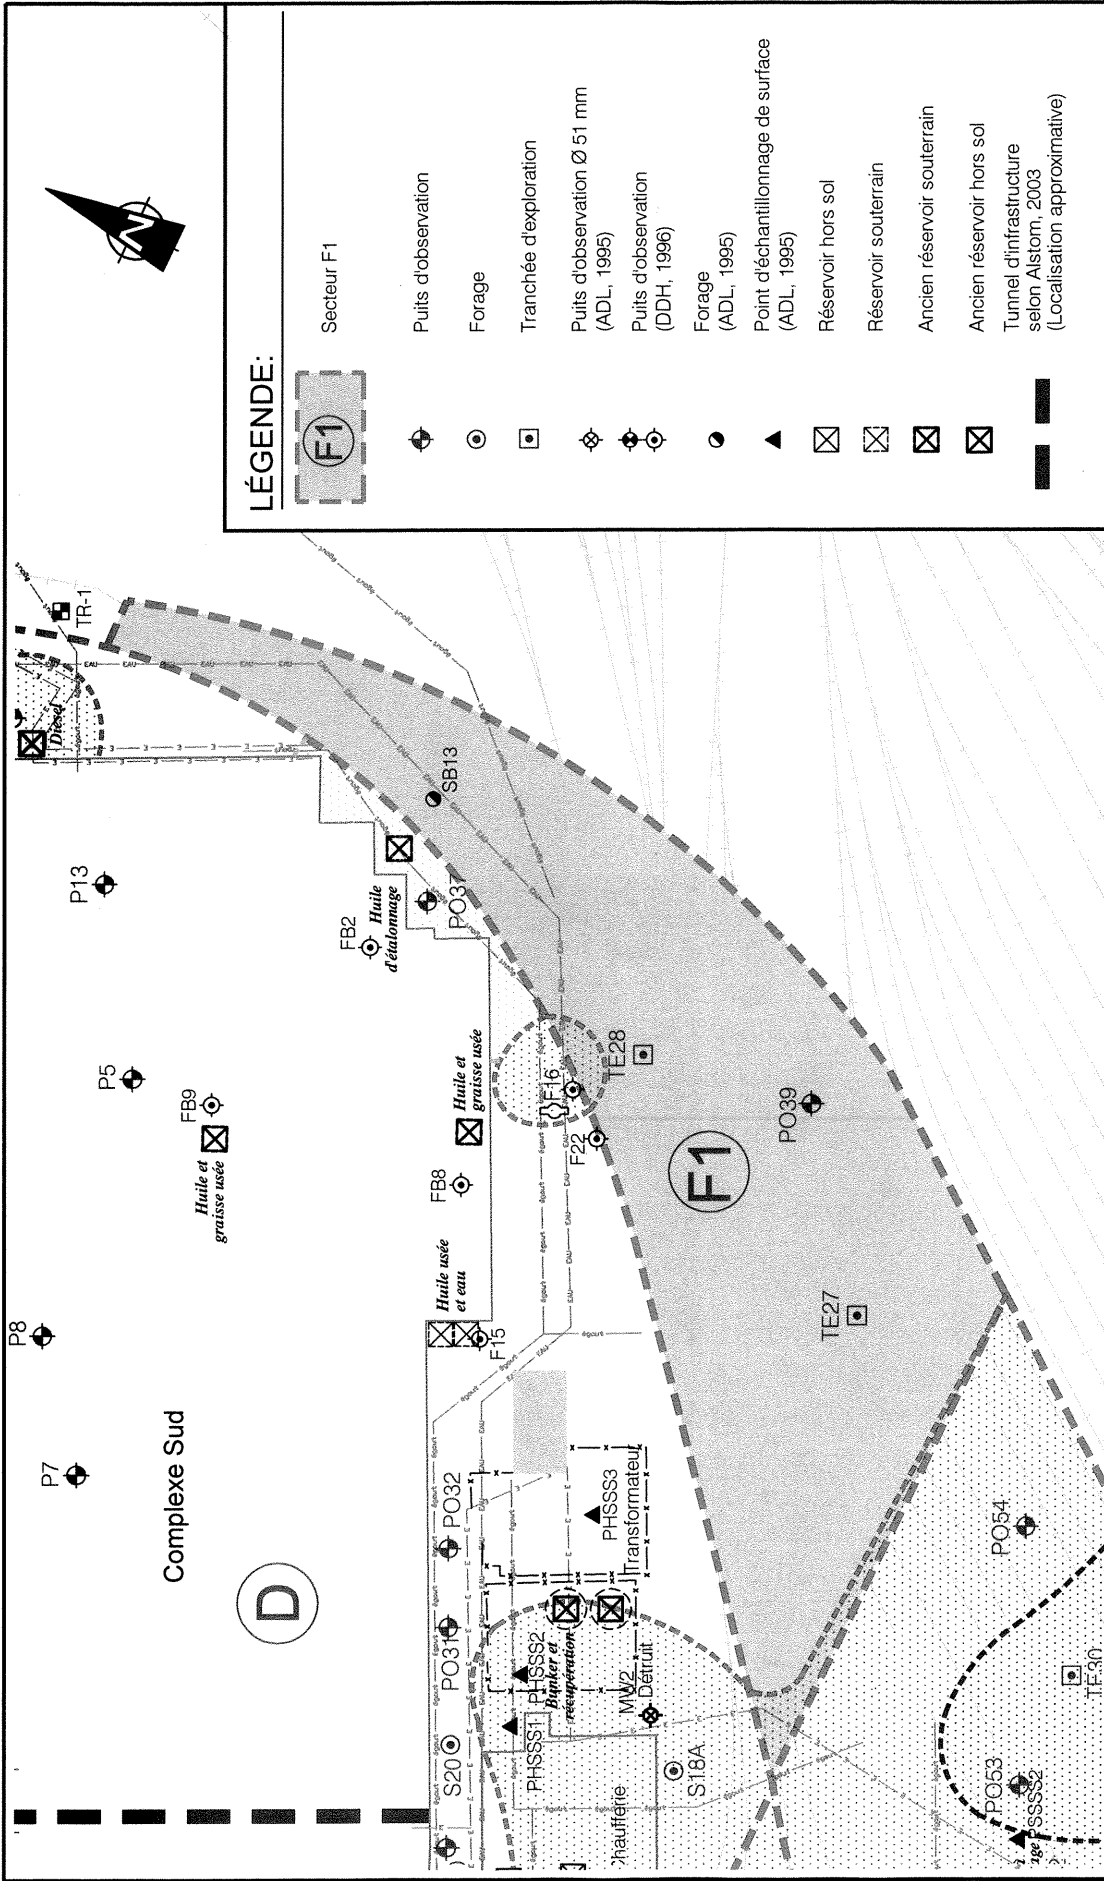 LÉGENDE:
F1
Secteur F1
Puits d'observation
Forage
Tranchée d'exploration
Puits d'observation Ø 51 mm
(ADL, 1995)
Puits d'observation
(DDH, 1996)
Forage
(ADL, 1995)
Point d'échantillonnage de surface
(ADL, 1995)
Réservoir hors sol
Réservoir souterrain
Ancien réservoir souterrain
Ancien réservoir hors sol
Tunnel d'infrastructure
selon Alstom, 2003
(Localisation approximative)
N
Complexe Sud
D
P7
P8
P5
P13
FB9
Huile et
graisse usée
FB2
Huile
d'étalonnage
PO37
SB13
TR-1
Diesel
FB8
Huile et
graisse usée
Huile usée
et eau
F15
F16
F22
TE28
F1
PO39
TE27
PO32
PO31
S20
PHSSS1
PHSSS2
PHSSS3
Bunker et
récupération
Transformateur
MW2
Détruit
S18A
haufferie
PO54
PO53
PSSSS2
TE30
égout
EAU